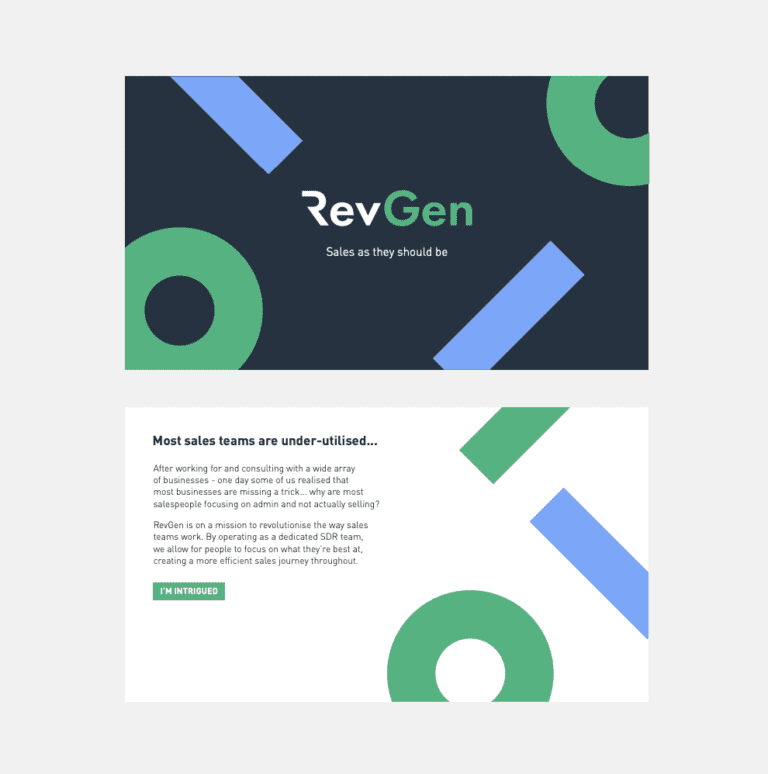 RevGen
Sales as they should be
Most sales teams are under-utilised...
After working for and consulting with a wide array
of businesses - one day some of us realised that
most businesses are missing a trick... why are most
salespeople focusing on admin and not actually selling?
RevGen is on a mission to revolutionise the way sales
teams work. By operating as a dedicated SDR team,
we allow for people to focus on what they're best at,
creating a more efficient sales journey throughout.
I'M INTRIGUED